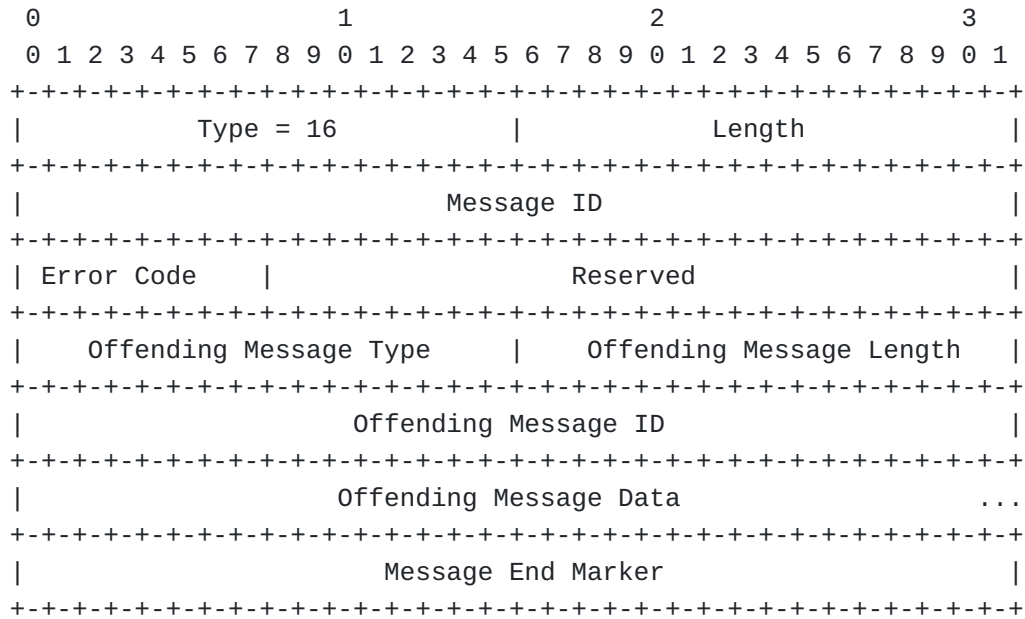 0                   1                   2                   3
 0 1 2 3 4 5 6 7 8 9 0 1 2 3 4 5 6 7 8 9 0 1 2 3 4 5 6 7 8 9 0 1
+-+-+-+-+-+-+-+-+-+-+-+-+-+-+-+-+-+-+-+-+-+-+-+-+-+-+-+-+-+-+-+-+
|           Type = 16           |            Length             |
+-+-+-+-+-+-+-+-+-+-+-+-+-+-+-+-+-+-+-+-+-+-+-+-+-+-+-+-+-+-+-+-+
|                           Message ID                          |
+-+-+-+-+-+-+-+-+-+-+-+-+-+-+-+-+-+-+-+-+-+-+-+-+-+-+-+-+-+-+-+-+
| Error Code    |                   Reserved                    |
+-+-+-+-+-+-+-+-+-+-+-+-+-+-+-+-+-+-+-+-+-+-+-+-+-+-+-+-+-+-+-+-+
|    Offending Message Type     |    Offending Message Length   |
+-+-+-+-+-+-+-+-+-+-+-+-+-+-+-+-+-+-+-+-+-+-+-+-+-+-+-+-+-+-+-+-+
|                     Offending Message ID                      |
+-+-+-+-+-+-+-+-+-+-+-+-+-+-+-+-+-+-+-+-+-+-+-+-+-+-+-+-+-+-+-+-+
|                    Offending Message Data                   ...
+-+-+-+-+-+-+-+-+-+-+-+-+-+-+-+-+-+-+-+-+-+-+-+-+-+-+-+-+-+-+-+-+
|                       Message End Marker                      |
+-+-+-+-+-+-+-+-+-+-+-+-+-+-+-+-+-+-+-+-+-+-+-+-+-+-+-+-+-+-+-+-+